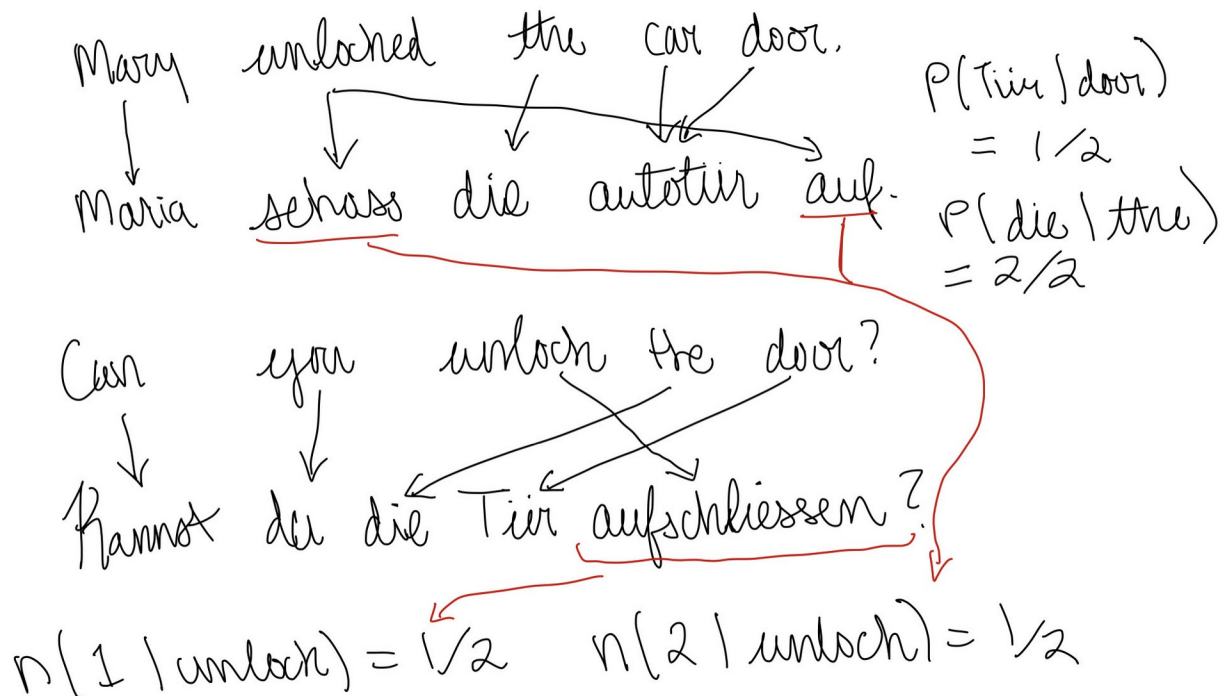 Mary unlocked the car door.
Maria schoss die autotür auf.
P(Tür | door)
= 1/2
P(die | the)
= 2/2
Can you unlock the door?
Kannst du die Tür aufschliessen?
n(1 | unlock) = 1/2 n(2 | unlock) = 1/2